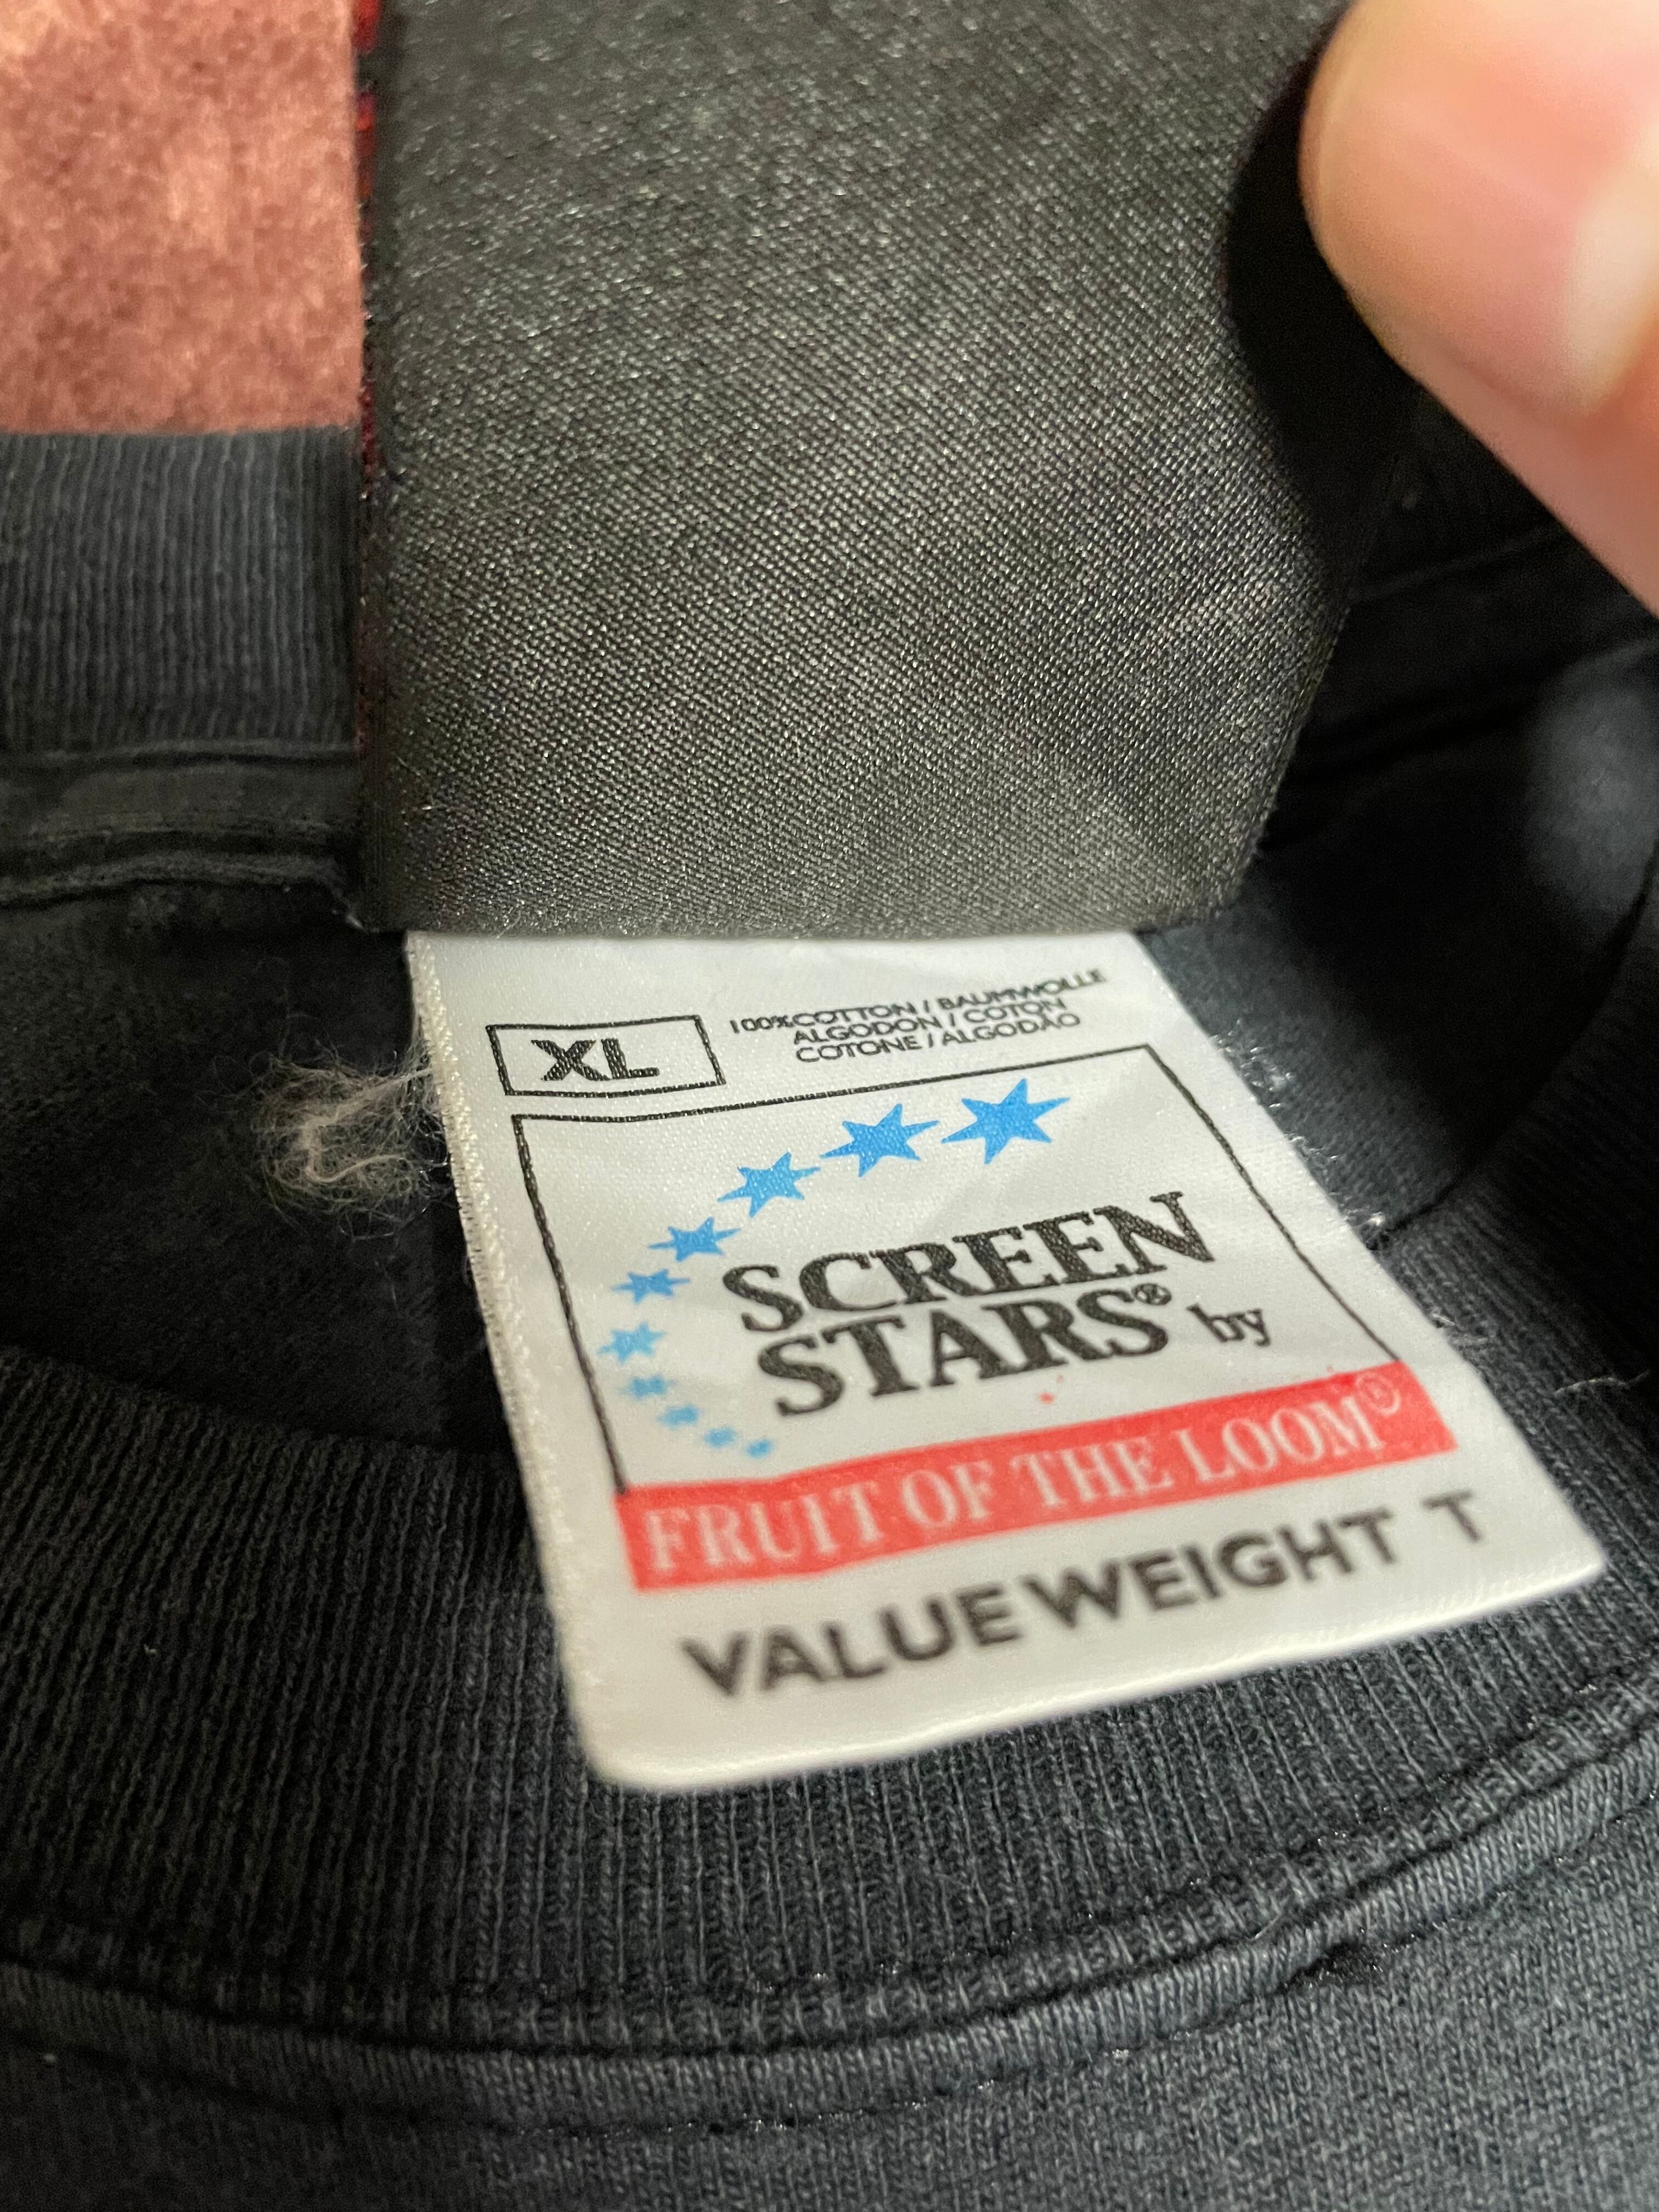 XL
100%COTTON / BAUMWOLLE
ALGODON / COTON
COTONE / ALGODÃO
SCREEN
STARS® by
FRUIT OF THE LOOM®
VALUEWEIGHT T